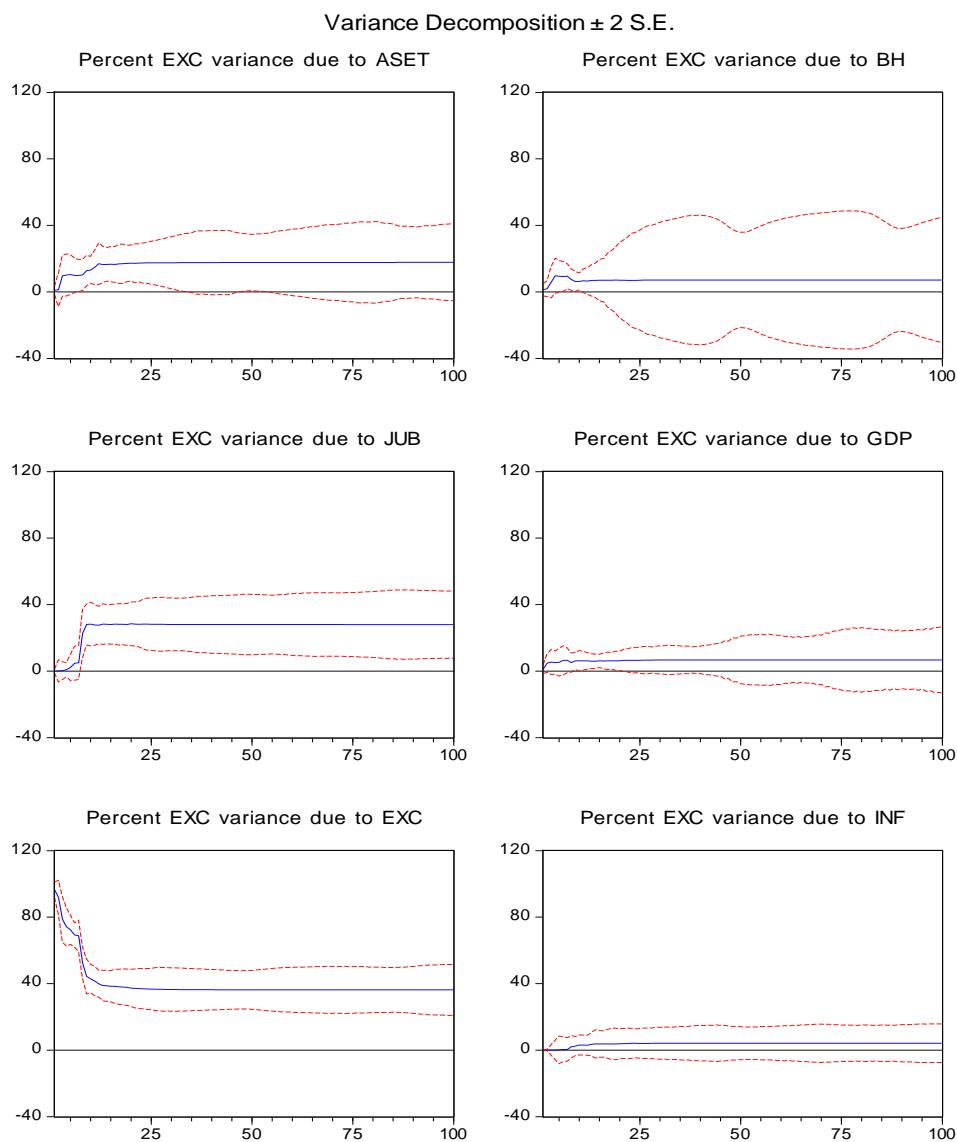 Variance Decomposition ± 2 S.E.
Percent EXC variance due to ASET
120
80
40
0
-40
25 50 75 100
Percent EXC variance due to BH
120
80
40
0
-40
25 50 75 100
Percent EXC variance due to JUB
120
80
40
0
-40
25 50 75 100
Percent EXC variance due to GDP
120
80
40
0
-40
25 50 75 100
Percent EXC variance due to EXC
120
80
40
0
-40
25 50 75 100
Percent EXC variance due to INF
120
80
40
0
-40
25 50 75 100